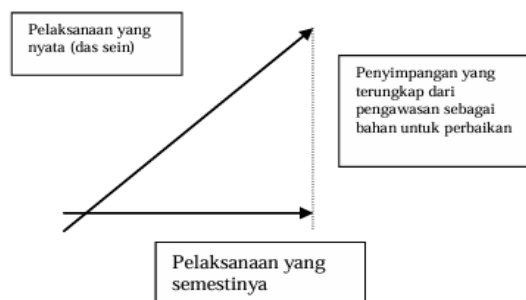 Pelaksanaan yang
nyata (das sein)
Penyimpangan yang
terungkap dari
pengawasan sebagai
bahan untuk perbaikan
Pelaksanaan yang
semestinya